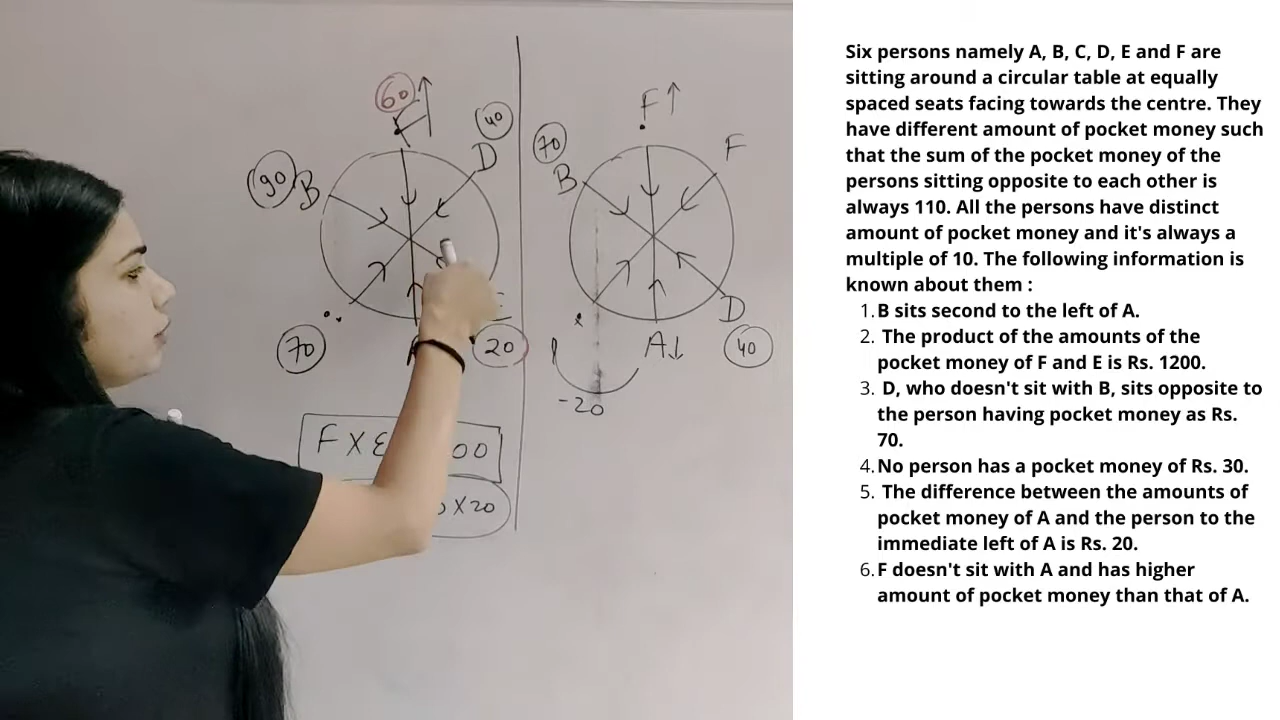 60
F
40
D
90
B
E
70
A
20
F X E 00
X 20
F
70
B
F
D
A
40
-20
Six persons namely A, B, C, D, E and F are
sitting around a circular table at equally
spaced seats facing towards the centre. They
have different amount of pocket money such
that the sum of the pocket money of the
persons sitting opposite to each other is
always 110. All the persons have distinct
amount of pocket money and it's always a
multiple of 10. The following information is
known about them :
1. B sits second to the left of A.
2. The product of the amounts of the
pocket money of F and E is Rs. 1200.
3. D, who doesn't sit with B, sits opposite to
the person having pocket money as Rs.
70.
4. No person has a pocket money of Rs. 30.
5. The difference between the amounts of
pocket money of A and the person to the
immediate left of A is Rs. 20.
6. F doesn't sit with A and has higher
amount of pocket money than that of A.